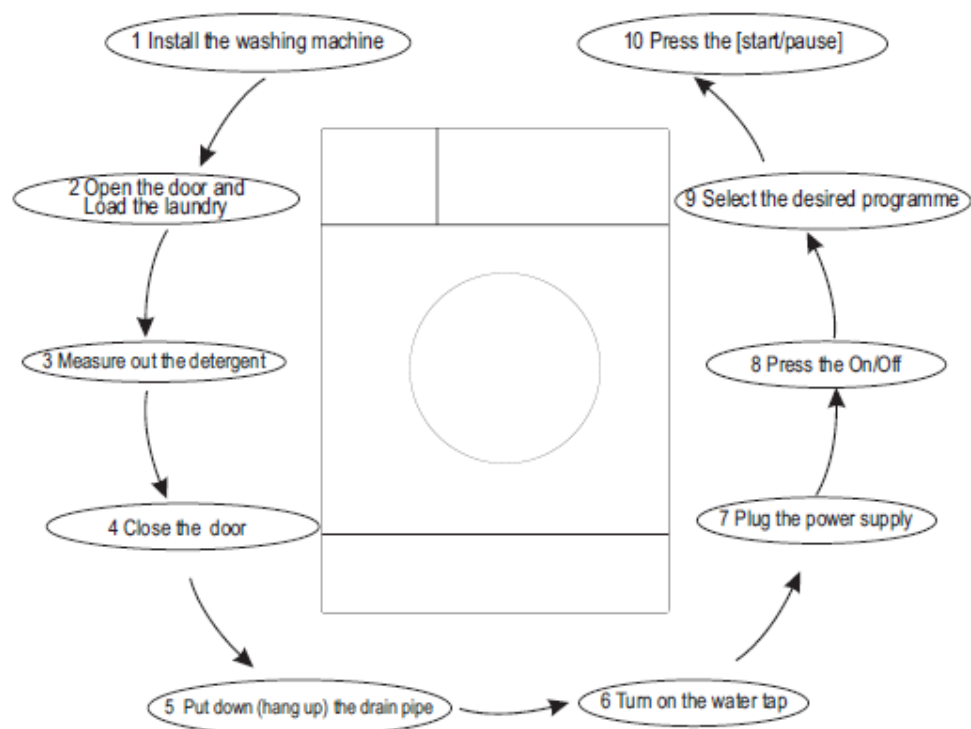 1 Install the washing machine
2 Open the door and
Load the laundry
3 Measure out the detergent
4 Close the door
5 Put down (hang up) the drain pipe
6 Turn on the water tap
7 Plug the power supply
8 Press the On/Off
9 Select the desired programme
10 Press the [start/pause]